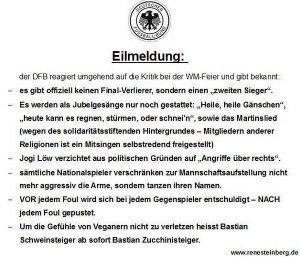 DEUTSCHER
FUSSBALL-BUND
Eilmeldung:
der DFB reagiert umgehend auf die Kritik bei der WM-Feier und gibt bekannt:
– es gibt offiziell keinen Final-Verlierer, sondern einen „zweiten Sieger“.
– Es werden als Jubelgesänge nur noch gestattet: „Heile, heile Gänschen“,
„heute kann es regnen, stürmen, oder schnei'n“, sowie das Martinslied
(wegen des solidaritätsstiftenden Hintergrundes – Mitgliedern anderer
Religionen ist ein Mitsingen selbstredend freigestellt)
– Jogi Löw verzichtet aus politischen Gründen auf „Angriffe über rechts“.
– sämtliche Nationalspieler verschränken zur Mannschaftsaufstellung nicht
mehr aggressiv die Arme, sondern tanzen ihren Namen.
– VOR jedem Foul wird sich bei jedem Gegenspieler entschuldigt – NACH
jedem Foul gepustet.
– Um die Gefühle von Veganern nicht zu verletzen heisst Bastian
Schweinsteiger ab sofort Bastian Zucchinisteiger.
www.renesteinberg.de